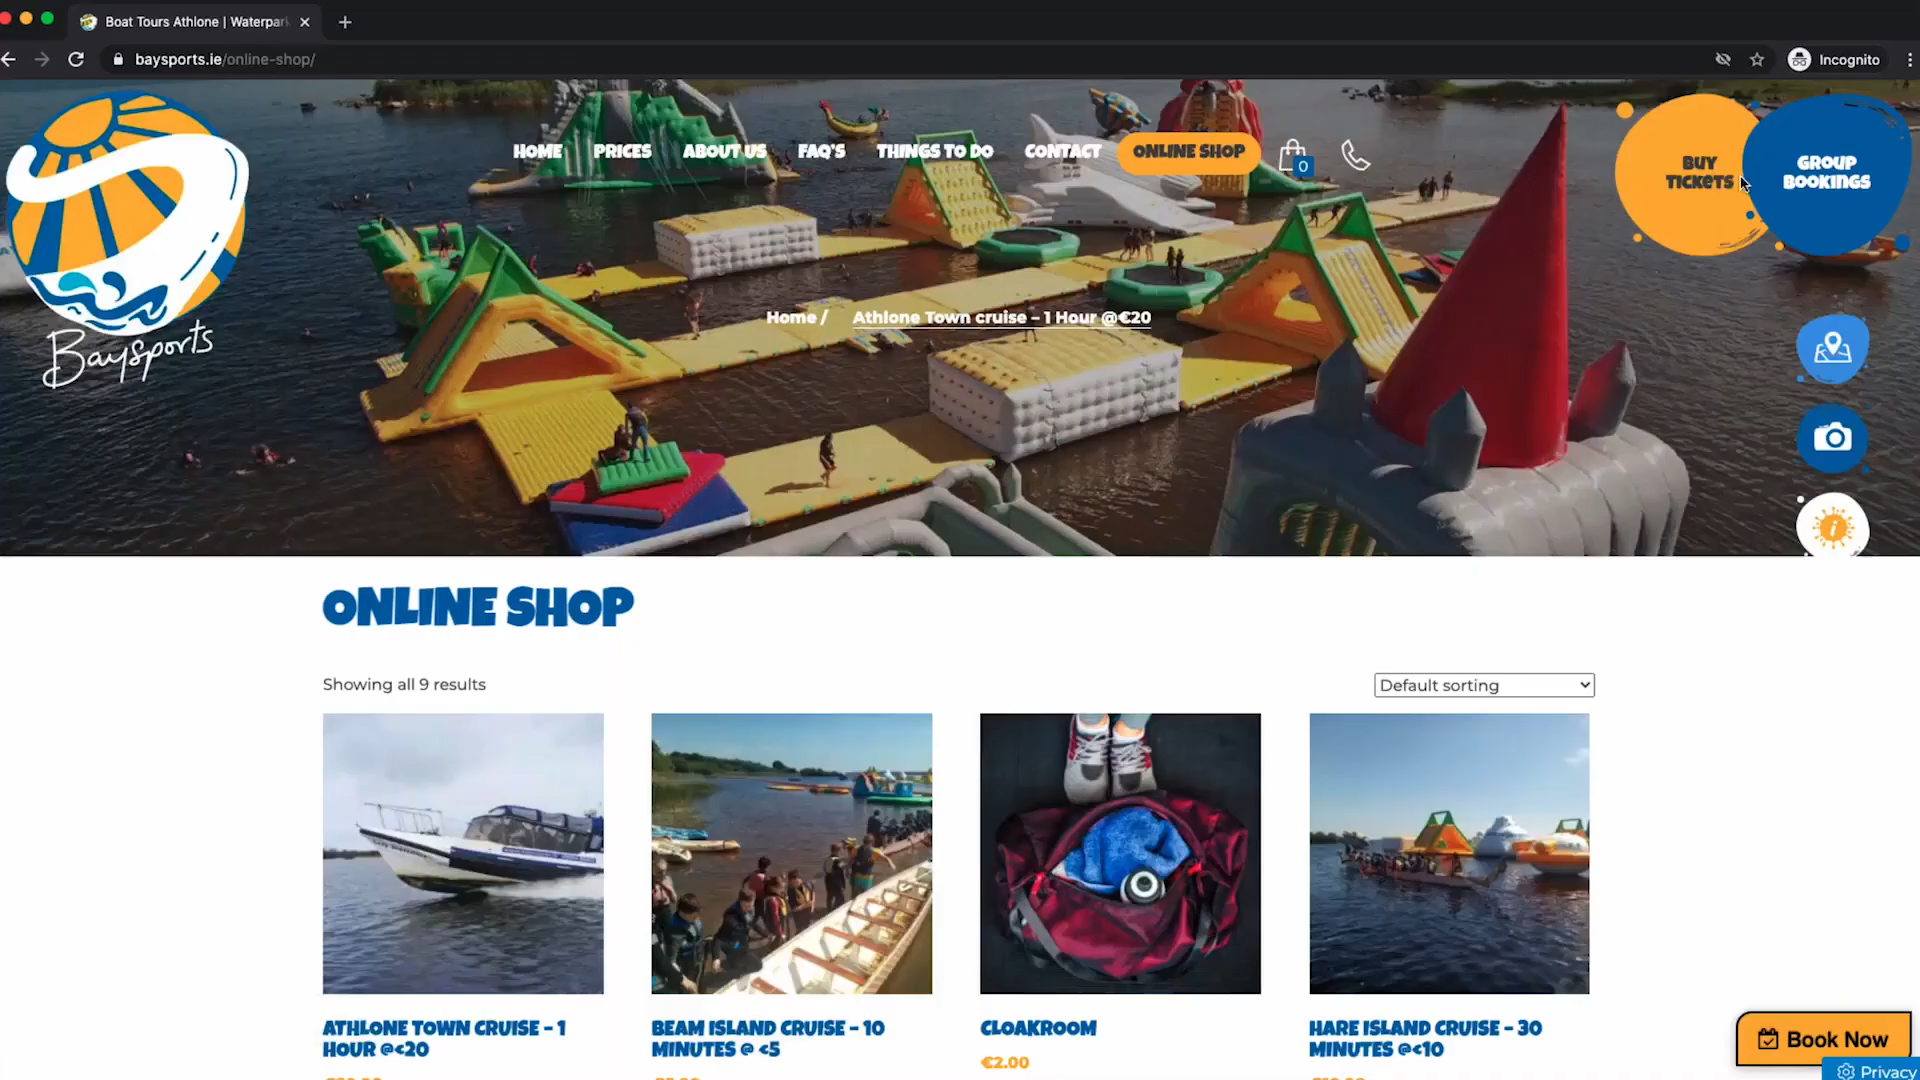 Boat Tours Athlone | Waterpark
baysports.ie/online-shop/
Incognito
HOME
PRICES
ABOUT US
FAQ'S
THINGS TO DO
CONTACT
ONLINE SHOP
0
BUY
TICKETS
GROUP
BOOKINGS
Baysports
Home / Athlone Town cruise – 1 Hour @€20
ONLINE SHOP
Showing all 9 results
Default sorting
ATHLONE TOWN CRUISE – 1
HOUR @€20
BEAM ISLAND CRUISE – 10
MINUTES @ €5
CLOAKROOM
€2.00
HARE ISLAND CRUISE – 30
MINUTES @€10
Book Now
Privacy